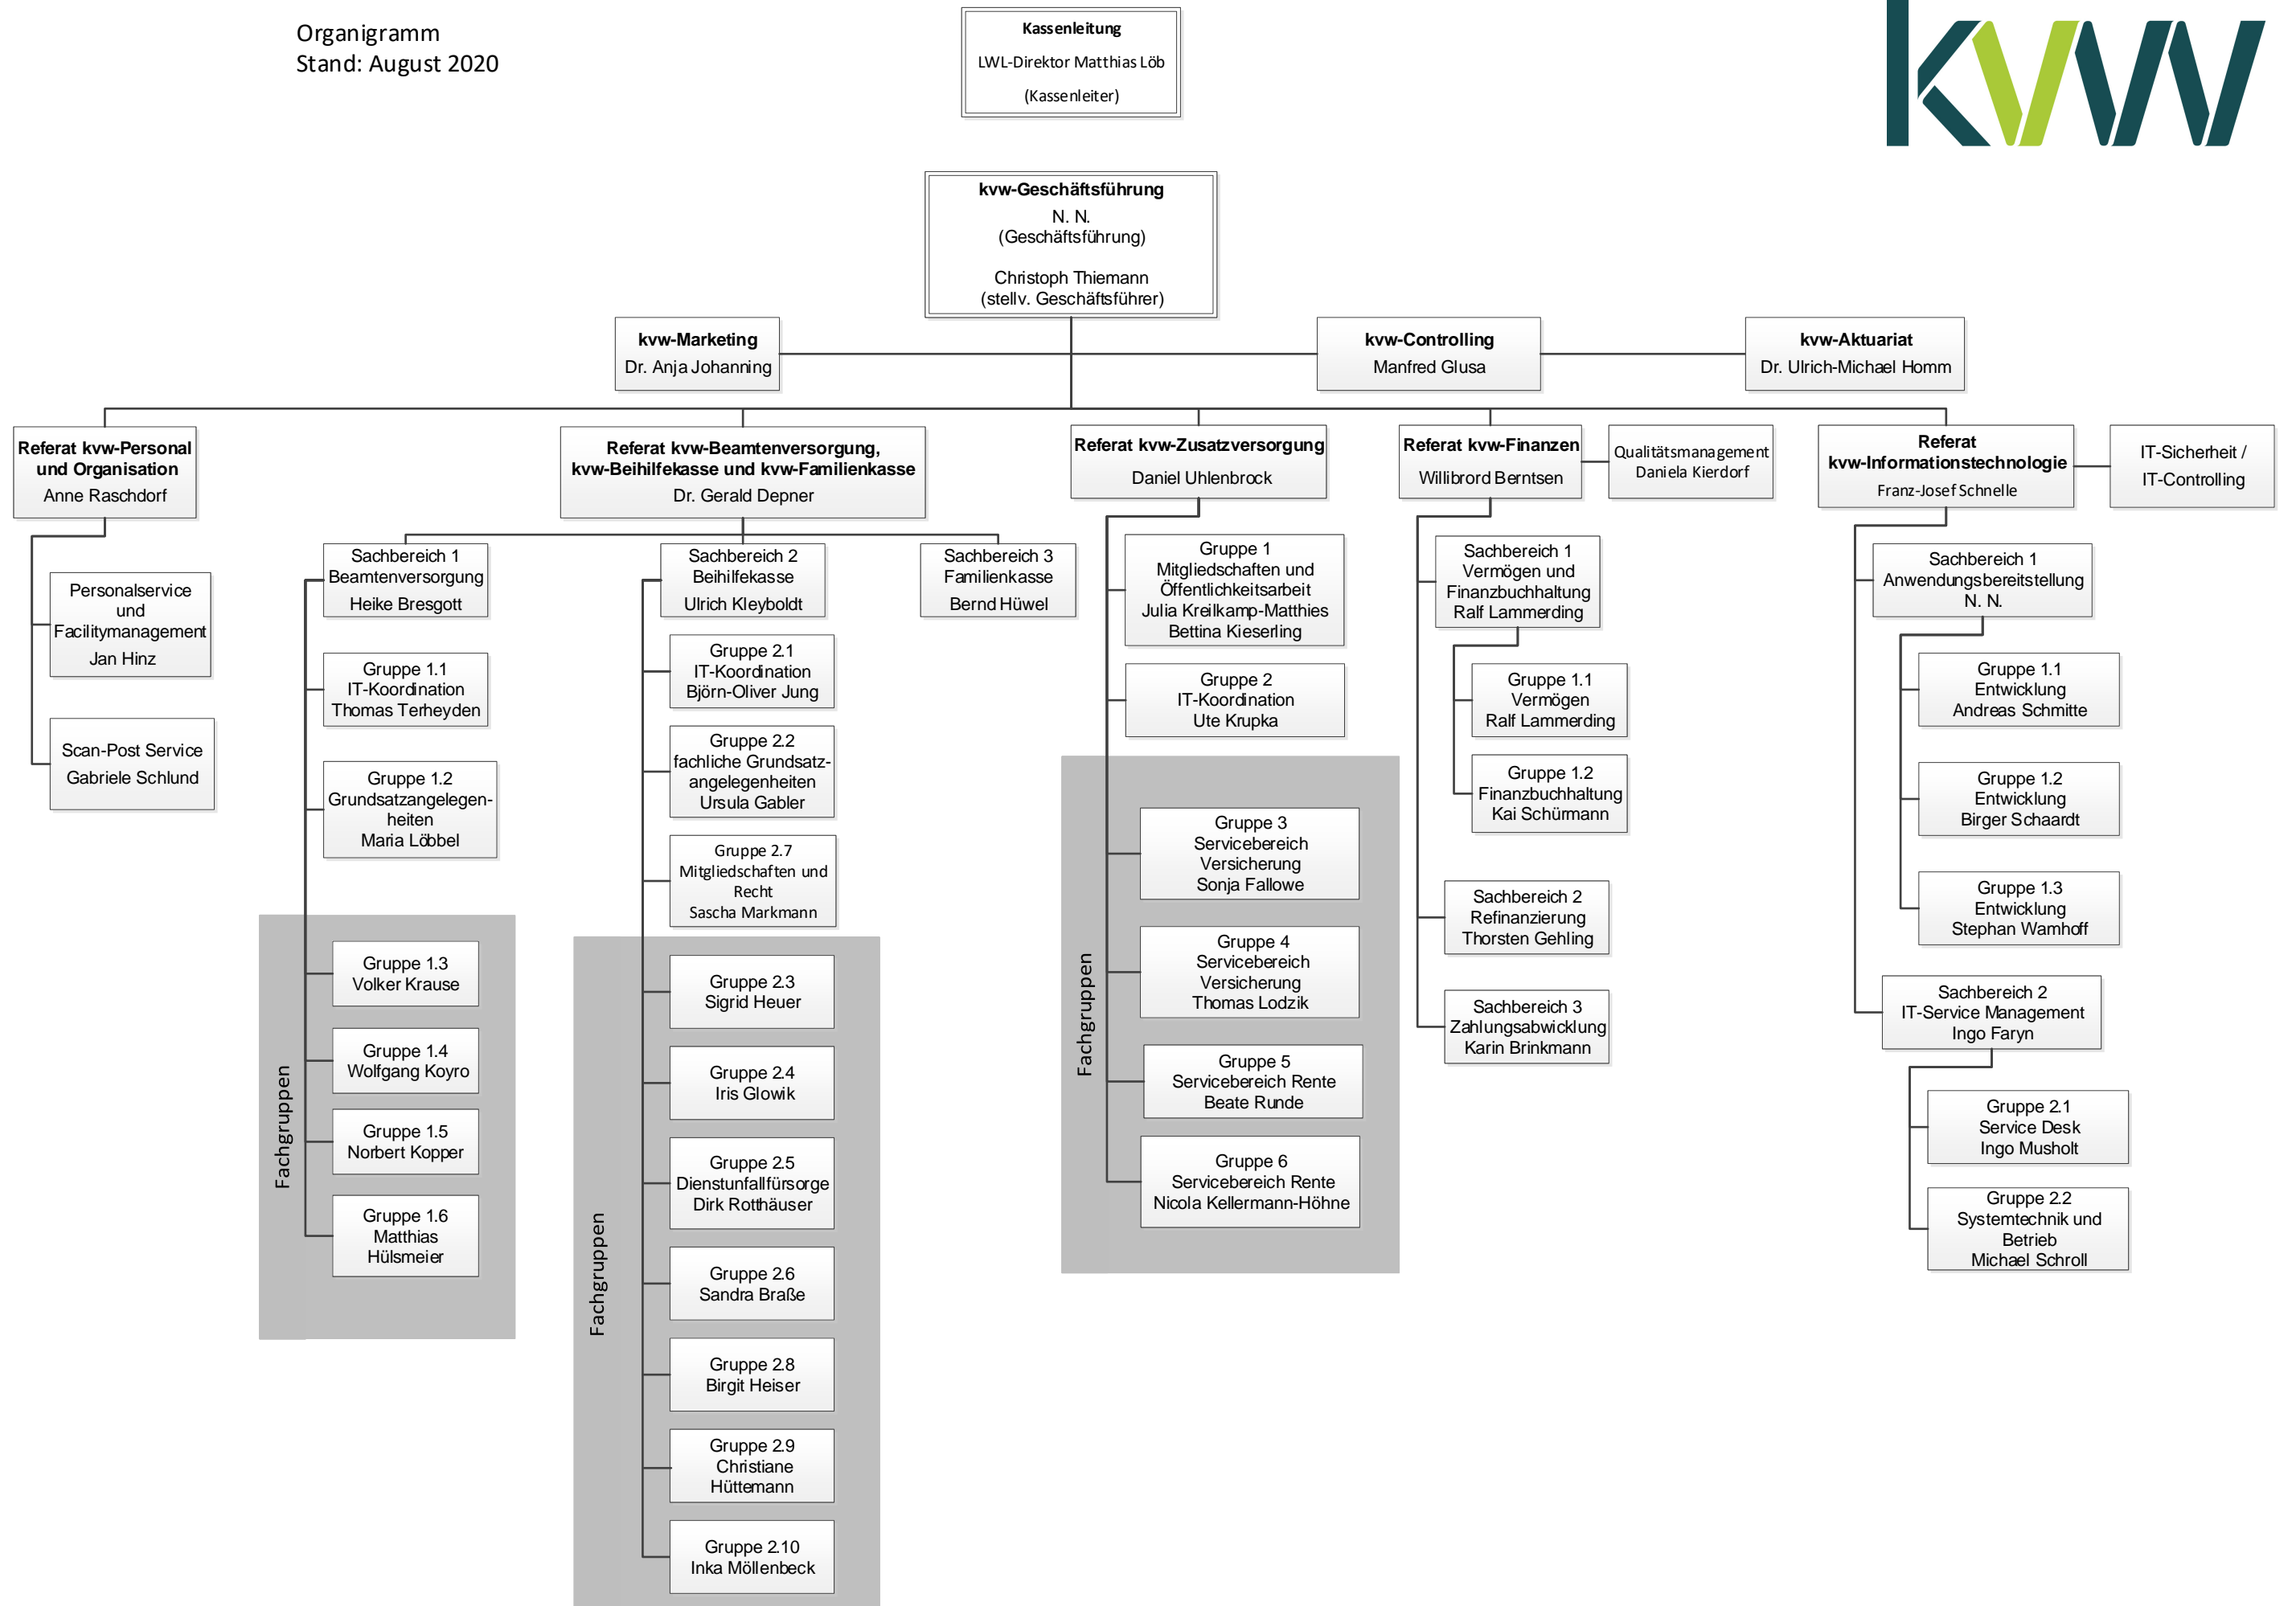 Organigramm
Stand: August 2020
Kassenleitung
LWL-Direktor Matthias Löb
(Kassenleiter)
kvw
kvw-Geschäftsführung
N. N.
(Geschäftsführung)
Christoph Thiemann
(stellv. Geschäftsführer)
kvw-Marketing
Dr. Anja Johanning
kvw-Controlling
Manfred Glusa
kvw-Aktuariat
Dr. Ulrich-Michael Homm
Referat kvw-Personal
und Organisation
Anne Raschdorf
Referat kvw-Beamtenversorgung,
kvw-Beihilfekasse und kvw-Familienkasse
Dr. Gerald Depner
Referat kvw-Zusatzversorgung
Daniel Uhlenbrock
Referat kvw-Finanzen
Willibrord Berntsen
Qualitätsmanagement
Daniela Kierdorf
Referat
kvw-Informationstechnologie
Franz-Josef Schnelle
IT-Sicherheit /
IT-Controlling
Personalservice
und
Facilitymanagement
Jan Hinz
Scan-Post Service
Gabriele Schlund
Sachbereich 1
Beamtenversorgung
Heike Bresgott
Gruppe 1.1
IT-Koordination
Thomas Terheyden
Gruppe 1.2
Grundsatzangelegen-
heiten
Maria Löbbel
Fachgruppen
Gruppe 1.3
Volker Krause
Gruppe 1.4
Wolfgang Koyro
Gruppe 1.5
Norbert Kopper
Gruppe 1.6
Matthias
Hülsmeier
Sachbereich 2
Beihilfekasse
Ulrich Kleyboldt
Gruppe 2.1
IT-Koordination
Björn-Oliver Jung
Gruppe 2.2
fachliche Grundsatz-
angelegenheiten
Ursula Gabler
Gruppe 2.7
Mitgliedschaften und
Recht
Sascha Markmann
Fachgruppen
Gruppe 2.3
Sigrid Heuer
Gruppe 2.4
Iris Glowik
Gruppe 2.5
Dienstunfallfürsorge
Dirk Rotthäuser
Gruppe 2.6
Sandra Braße
Gruppe 2.8
Birgit Heiser
Gruppe 2.9
Christiane
Hüttemann
Gruppe 2.10
Inka Möllenbeck
Sachbereich 3
Familienkasse
Bernd Hüwel
Gruppe 1
Mitgliedschaften und
Öffentlichkeitsarbeit
Julia Kreilkamp-Matthies
Bettina Kieserling
Gruppe 2
IT-Koordination
Ute Krupka
Fachgruppen
Gruppe 3
Servicebereich
Versicherung
Sonja Fallowe
Gruppe 4
Servicebereich
Versicherung
Thomas Lodzik
Gruppe 5
Servicebereich Rente
Beate Runde
Gruppe 6
Servicebereich Rente
Nicola Kellermann-Höhne
Sachbereich 1
Vermögen und
Finanzbuchhaltung
Ralf Lammerding
Gruppe 1.1
Vermögen
Ralf Lammerding
Gruppe 1.2
Finanzbuchhaltung
Kai Schürmann
Sachbereich 2
Refinanzierung
Thorsten Gehling
Sachbereich 3
Zahlungsabwicklung
Karin Brinkmann
Sachbereich 1
Anwendungsbereitstellung
N. N.
Gruppe 1.1
Entwicklung
Andreas Schmitte
Gruppe 1.2
Entwicklung
Birger Schaardt
Gruppe 1.3
Entwicklung
Stephan Wamhoff
Sachbereich 2
IT-Service Management
Ingo Faryn
Gruppe 2.1
Service Desk
Ingo Musholt
Gruppe 2.2
Systemtechnik und
Betrieb
Michael Schroll